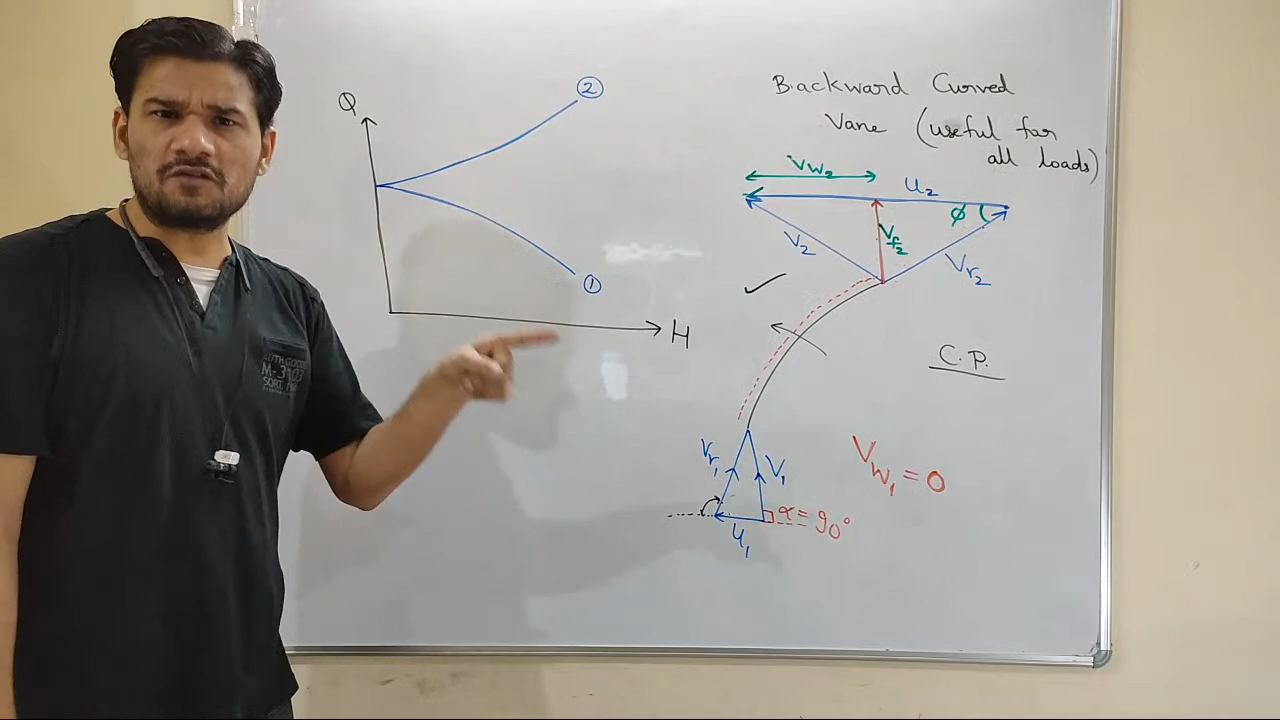 Backward Curved
Vane (useful for
all loads)
Q
②
①
H
Vw₂
u₂
V₂
Vf₂
ϕ
Vr₂
C.P.
Vr₁
V₁
u₁
α = 90°
Vw₁ = 0
M-3103